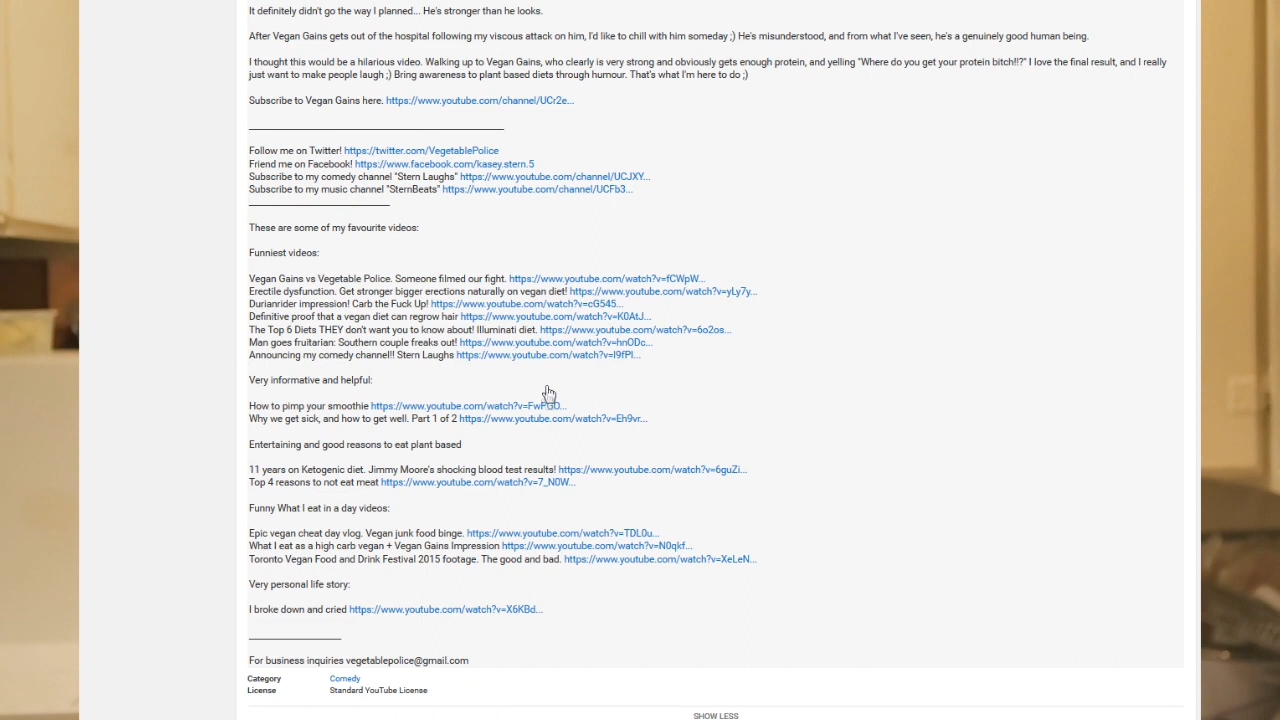 It definitely didn't go the way I planned... He's stronger than he looks.
After Vegan Gains gets out of the hospital following my viscous attack on him, I'd like to chill with him someday ;) He's misunderstood, and from what I've seen, he's a genuinely good human being.
I thought this would be a hilarious video. Walking up to Vegan Gains, who clearly is very strong and obviously gets enough protein, and yelling "Where do you get your protein bitch!!?" I love the final result, and I really
just want to make people laugh ;) Bring awareness to plant based diets through humour. That's what I'm here to do ;)
Subscribe to Vegan Gains here. https://www.youtube.com/channel/UCr2e...
Follow me on Twitter! https://twitter.com/VegetablePolice
Friend me on Facebook! https://www.facebook.com/kasey.stern.5
Subscribe to my comedy channel "Stern Laughs" https://www.youtube.com/channel/UCJXY...
Subscribe to my music channel "SternBeats" https://www.youtube.com/channel/UCFb3...
These are some of my favourite videos:
Funniest videos:
Vegan Gains vs Vegetable Police. Someone filmed our fight. https://www.youtube.com/watch?v=fCWpW...
Erectile dysfunction. Get stronger bigger erections naturally on vegan diet! https://www.youtube.com/watch?v=yLy7y...
Durianrider impression! Carb the Fuck Up! https://www.youtube.com/watch?v=cG545...
Definitive proof that a vegan diet can regrow hair https://www.youtube.com/watch?v=K0AtJ...
The Top 6 Diets THEY don't want you to know about! Illuminati diet. https://www.youtube.com/watch?v=6o2os...
Man goes fruitarian: Southern couple freaks out! https://www.youtube.com/watch?v=hnODc...
Announcing my comedy channel!! Stern Laughs https://www.youtube.com/watch?v=I9fPl...
Very informative and helpful:
How to pimp your smoothie https://www.youtube.com/watch?v=FwPGO...
Why we get sick, and how to get well. Part 1 of 2 https://www.youtube.com/watch?v=Eh9vr...
Entertaining and good reasons to eat plant based
11 years on Ketogenic diet. Jimmy Moore's shocking blood test results! https://www.youtube.com/watch?v=6guZi...
Top 4 reasons to not eat meat https://www.youtube.com/watch?v=7_N0W...
Funny What I eat in a day videos:
Epic vegan cheat day vlog. Vegan junk food binge. https://www.youtube.com/watch?v=TDL0u...
What I eat as a high carb vegan + Vegan Gains Impression https://www.youtube.com/watch?v=N0qkf...
Toronto Vegan Food and Drink Festival 2015 footage. The good and bad. https://www.youtube.com/watch?v=XeLeN...
Very personal life story:
I broke down and cried https://www.youtube.com/watch?v=X6KBd...
For business inquiries vegetablepolice@gmail.com
Category Comedy
License Standard YouTube License
SHOW LESS